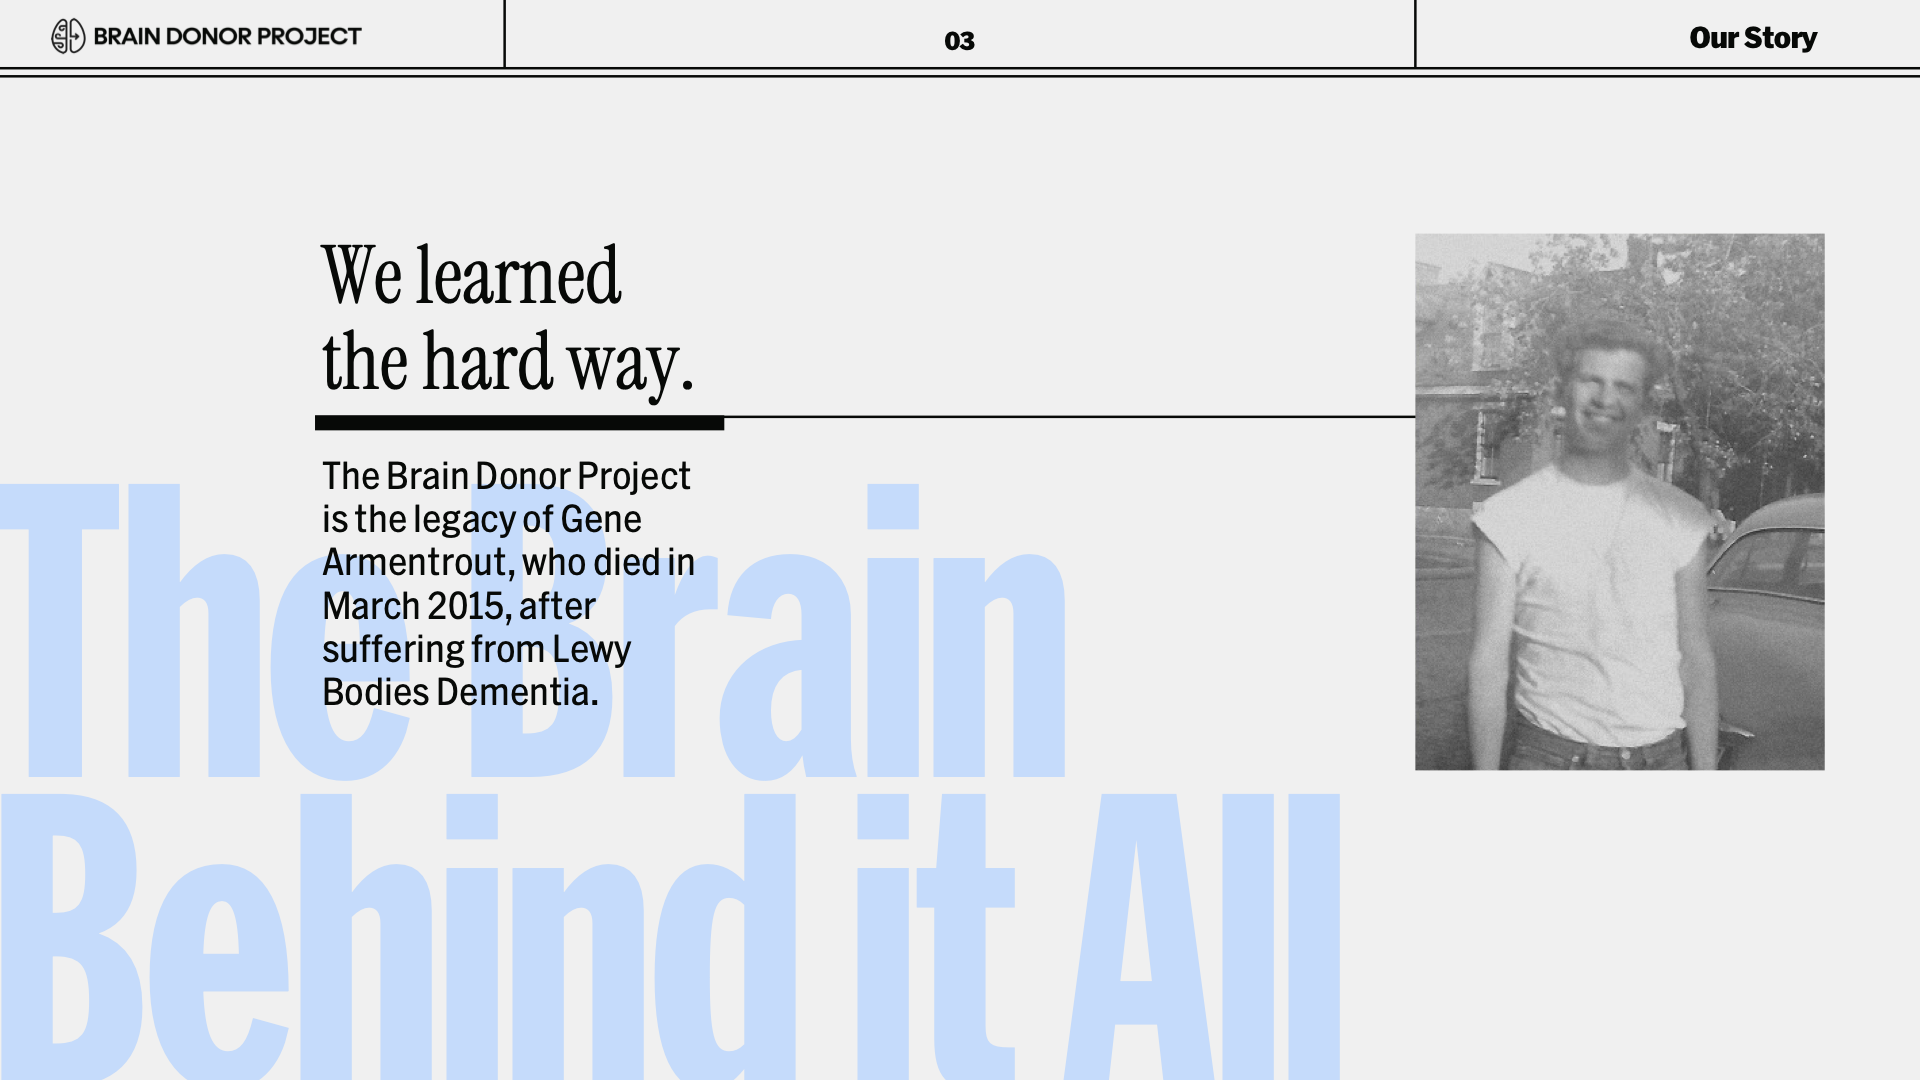 BRAIN DONOR PROJECT
03
Our Story
We learned
the hard way.
The Brain Donor Project
is the legacy of Gene
Armentrout, who died in
March 2015, after
suffering from Lewy
Bodies Dementia.
The Brain
Behind it All